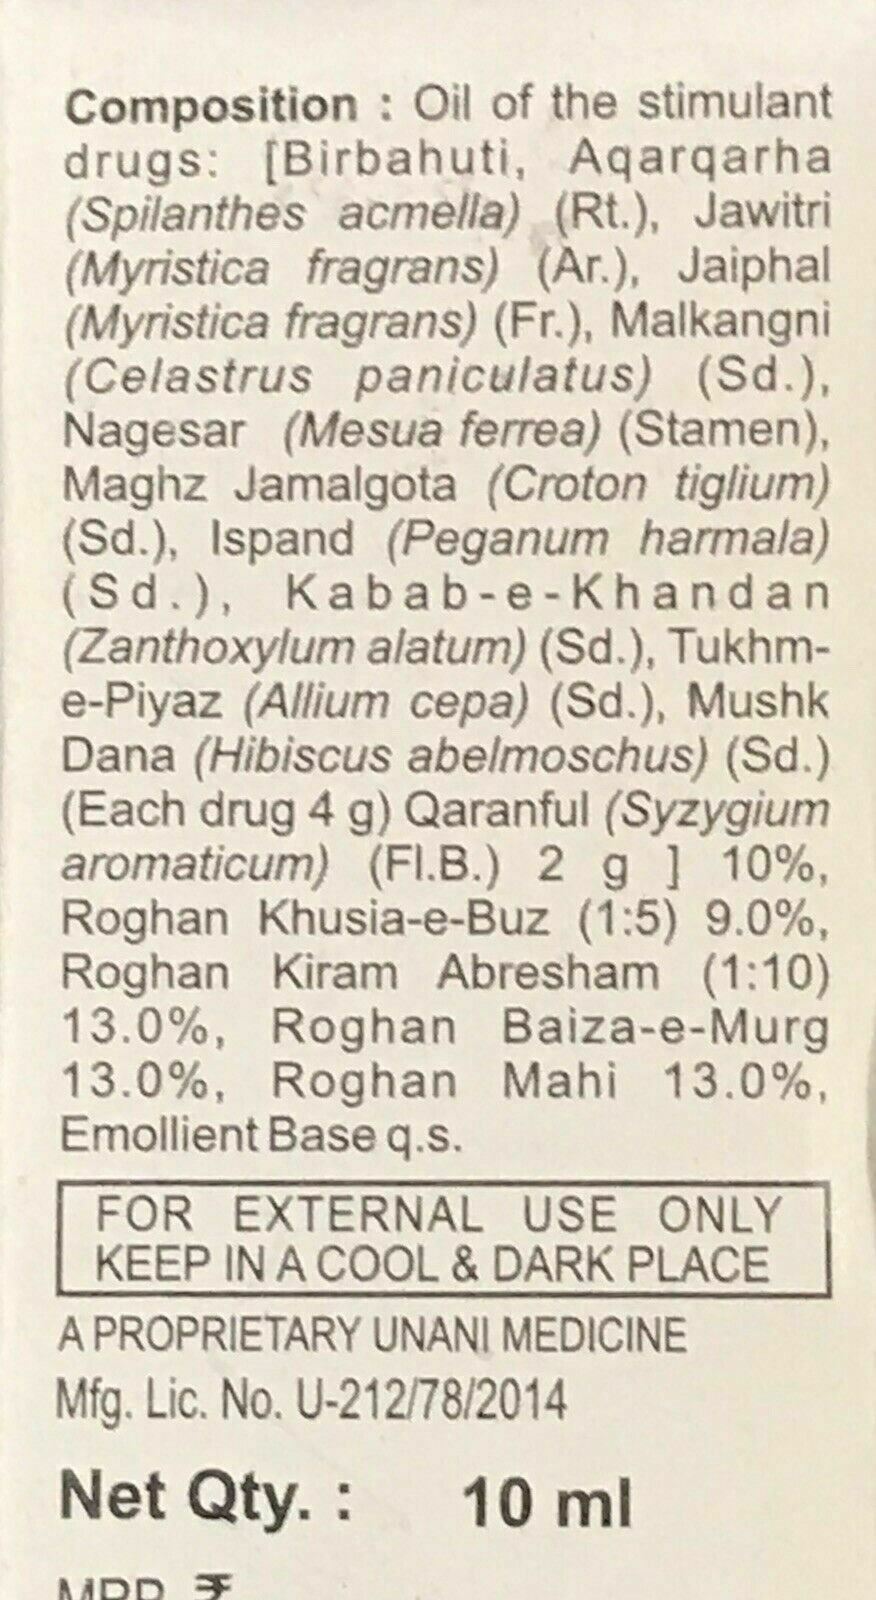 Composition : Oil of the stimulant
drugs: [Birbahuti, Aqarqarha
(Spilanthes acmella) (Rt.), Jawitri
(Myristica fragrans) (Ar.), Jaiphal
(Myristica fragrans) (Fr.), Malkangni
(Celastrus paniculatus) (Sd.),
Nagesar (Mesua ferrea) (Stamen),
Maghz Jamalgota (Croton tiglium)
(Sd.), Ispand (Peganum harmala)
(Sd.), Kabab-e-Khandan
(Zanthoxylum alatum) (Sd.), Tukhm-
e-Piyaz (Allium cepa) (Sd.), Mushk
Dana (Hibiscus abelmoschus) (Sd.)
(Each drug 4 g) Qaranful (Syzygium
aromaticum) (Fl.B.) 2 g ] 10%,
Roghan Khusia-e-Buz (1:5) 9.0%,
Roghan Kiram Abresham (1:10)
13.0%, Roghan Baiza-e-Murg
13.0%, Roghan Mahi 13.0%,
Emollient Base q.s.
FOR EXTERNAL USE ONLY
KEEP IN A COOL & DARK PLACE
A PROPRIETARY UNANI MEDICINE
Mfg. Lic. No. U-212/78/2014
Net Qty. : 10 ml
MRP ₹